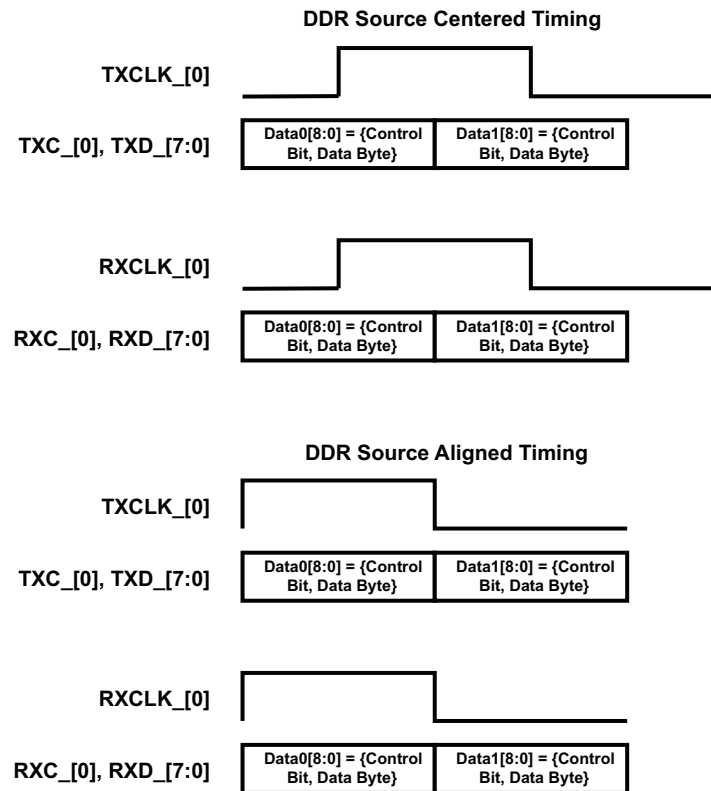 DDR Source Centered Timing
TXCLK_[0]
TXC_[0], TXD_[7:0]
Data0[8:0] = {Control
Bit, Data Byte}
Data1[8:0] = {Control
Bit, Data Byte}
RXCLK_[0]
RXC_[0], RXD_[7:0]
Data0[8:0] = {Control
Bit, Data Byte}
Data1[8:0] = {Control
Bit, Data Byte}
DDR Source Aligned Timing
TXCLK_[0]
TXC_[0], TXD_[7:0]
Data0[8:0] = {Control
Bit, Data Byte}
Data1[8:0] = {Control
Bit, Data Byte}
RXCLK_[0]
RXC_[0], RXD_[7:0]
Data0[8:0] = {Control
Bit, Data Byte}
Data1[8:0] = {Control
Bit, Data Byte}